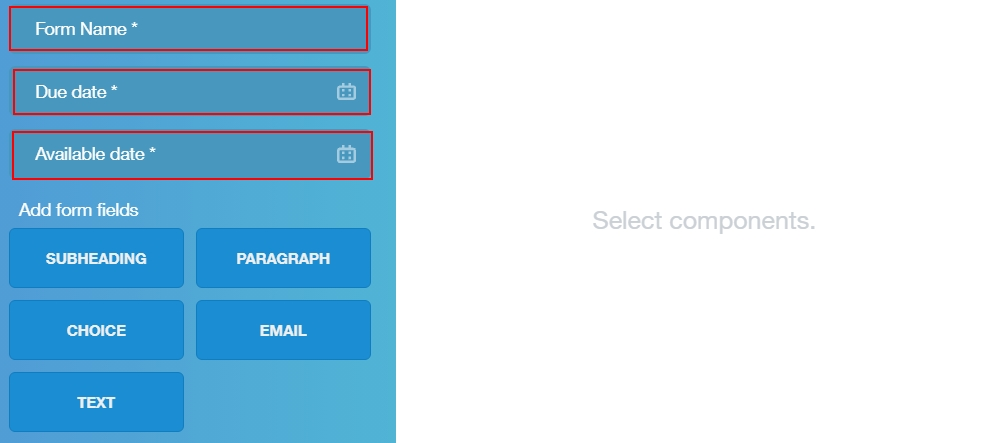 Form Name *
Due date *
Available date *
Add form fields
SUBHEADING
PARAGRAPH
CHOICE
EMAIL
TEXT
Select components.